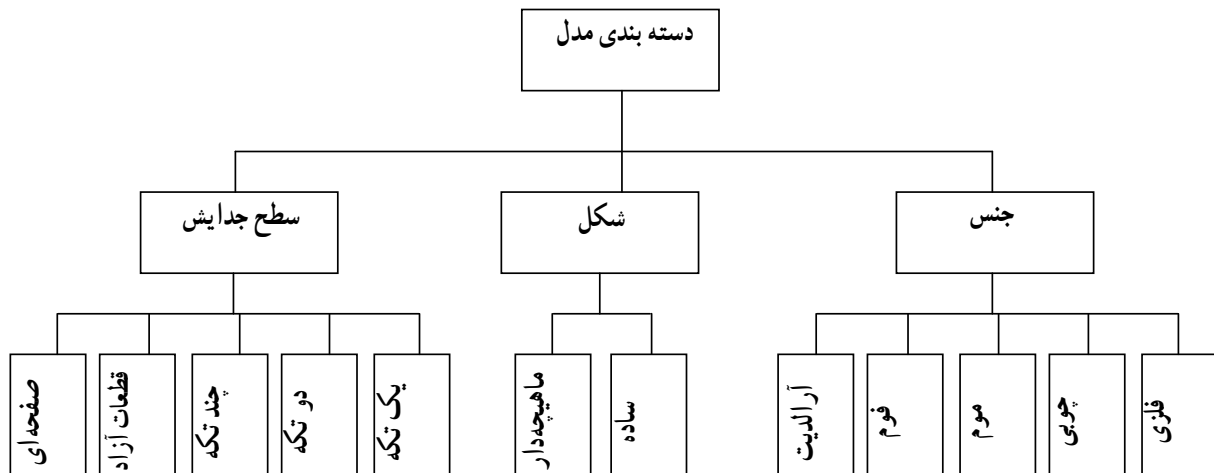 دسته بندی مدل
جنس
شکل
سطح جدایش
فلزی
چوبی
موم
فوم
آرالدیت
ساده
ماهیچه‌دار
یک تکه
دو تکه
چند تکه
قطعات آزاد
صفحه‌ای